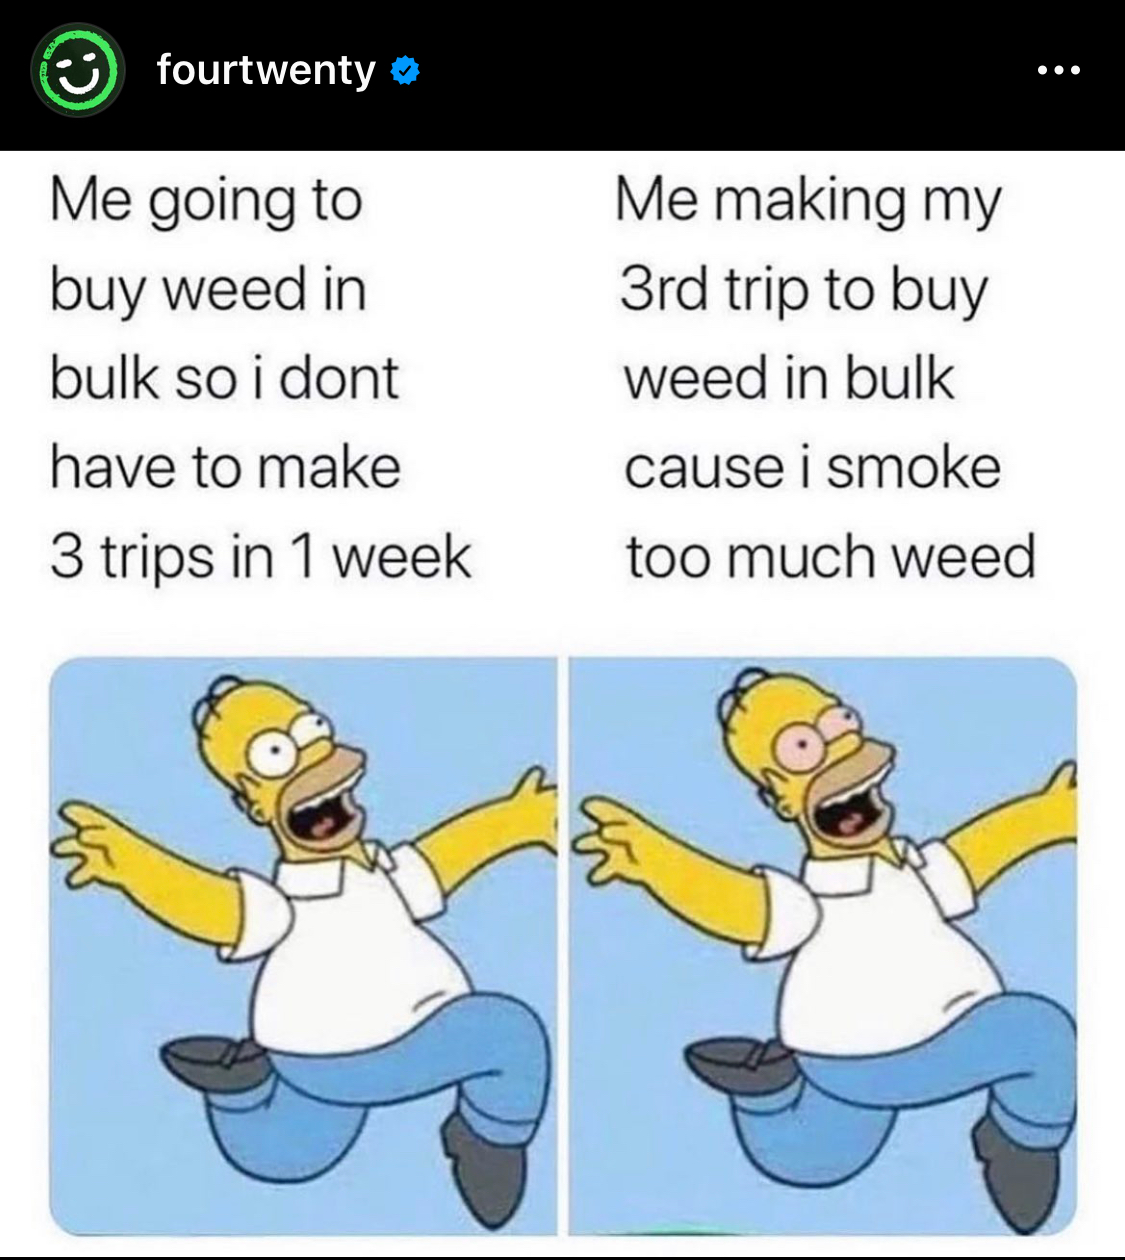 fourtwenty
Me going to
buy weed in
bulk so i dont
have to make
3 trips in 1 week
Me making my
3rd trip to buy
weed in bulk
cause i smoke
too much weed